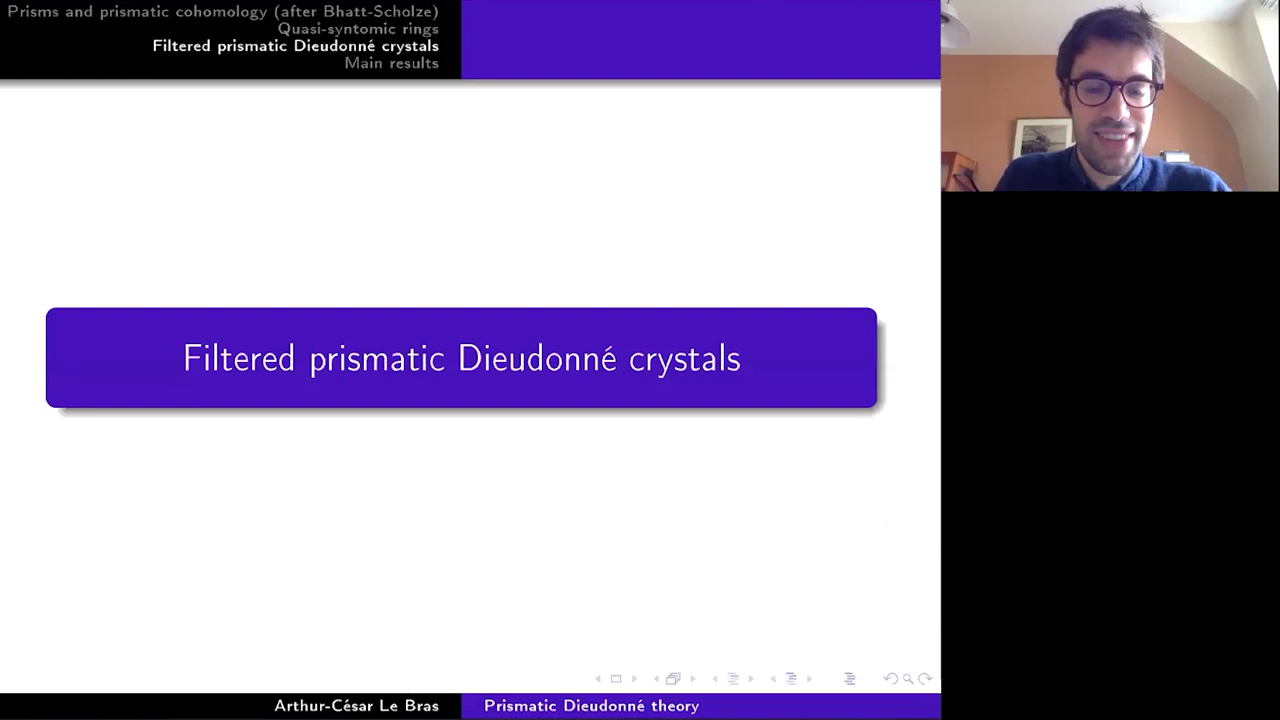 Prisms and prismatic cohomology (after Bhatt-Scholze)
Quasi-syntomic rings
Filtered prismatic Dieudonné crystals
Main results
Filtered prismatic Dieudonné crystals
Arthur-César Le Bras
Prismatic Dieudonné theory